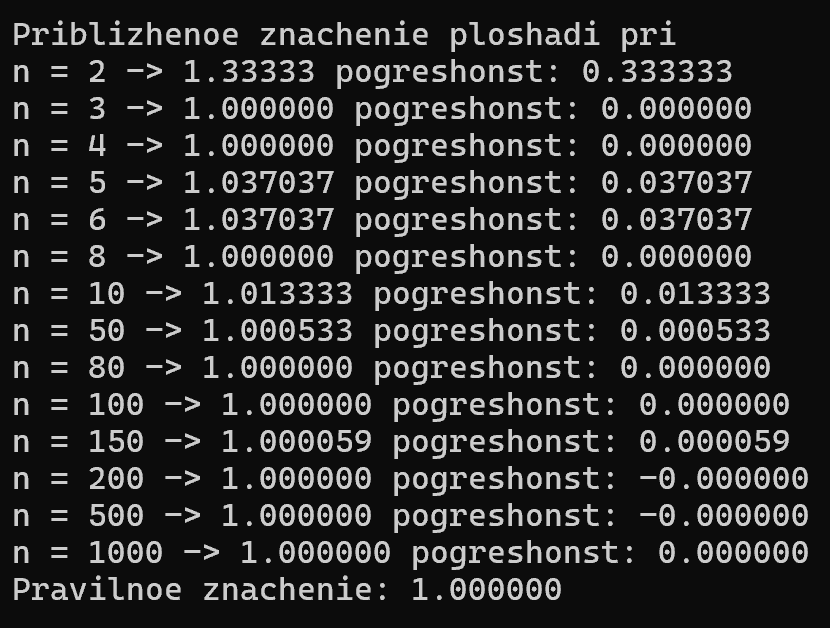 Priblizhenoe znachenie ploshadi pri
n = 2 -> 1.33333 pogreshonst: 0.333333
n = 3 -> 1.000000 pogreshonst: 0.000000
n = 4 -> 1.000000 pogreshonst: 0.000000
n = 5 -> 1.037037 pogreshonst: 0.037037
n = 6 -> 1.037037 pogreshonst: 0.037037
n = 8 -> 1.000000 pogreshonst: 0.000000
n = 10 -> 1.013333 pogreshonst: 0.013333
n = 50 -> 1.000533 pogreshonst: 0.000533
n = 80 -> 1.000000 pogreshonst: 0.000000
n = 100 -> 1.000000 pogreshonst: 0.000000
n = 150 -> 1.000059 pogreshonst: 0.000059
n = 200 -> 1.000000 pogreshonst: -0.000000
n = 500 -> 1.000000 pogreshonst: -0.000000
n = 1000 -> 1.000000 pogreshonst: 0.000000
Pravilnoe znachenie: 1.000000